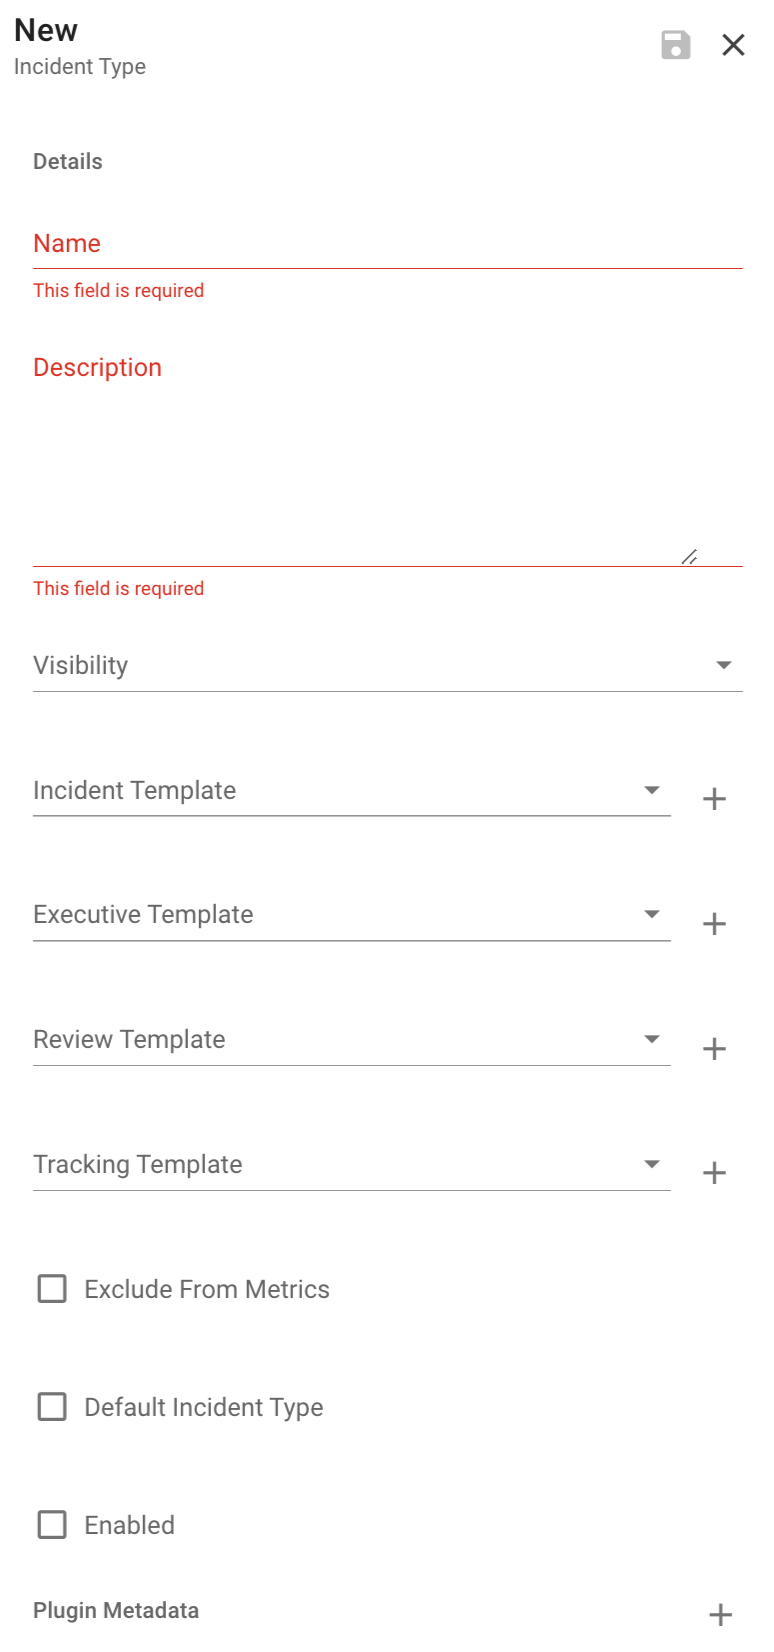 New
Incident Type
Details
Name
This field is required
Description
This field is required
Visibility
Incident Template
Executive Template
Review Template
Tracking Template
Exclude From Metrics
Default Incident Type
Enabled
Plugin Metadata